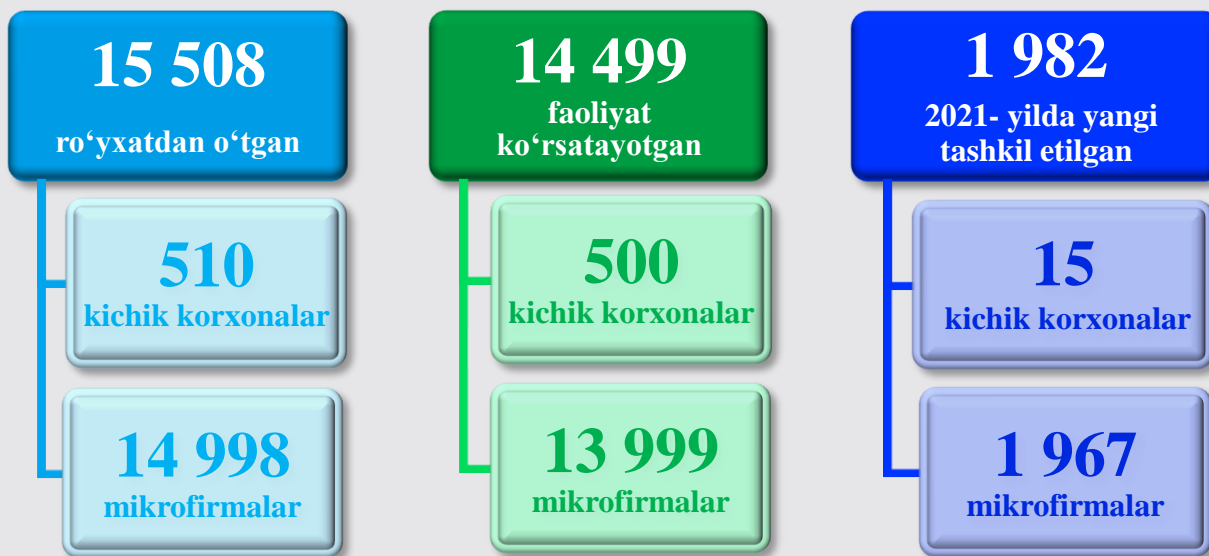 15 508
ro‘yxatdan o‘tgan
510
kichik korxonalar
14 998
mikrofirmalar
14 499
faoliyat
ko‘rsatayotgan
500
kichik korxonalar
13 999
mikrofirmalar
1 982
2021- yilda yangi
tashkil etilgan
15
kichik korxonalar
1 967
mikrofirmalar